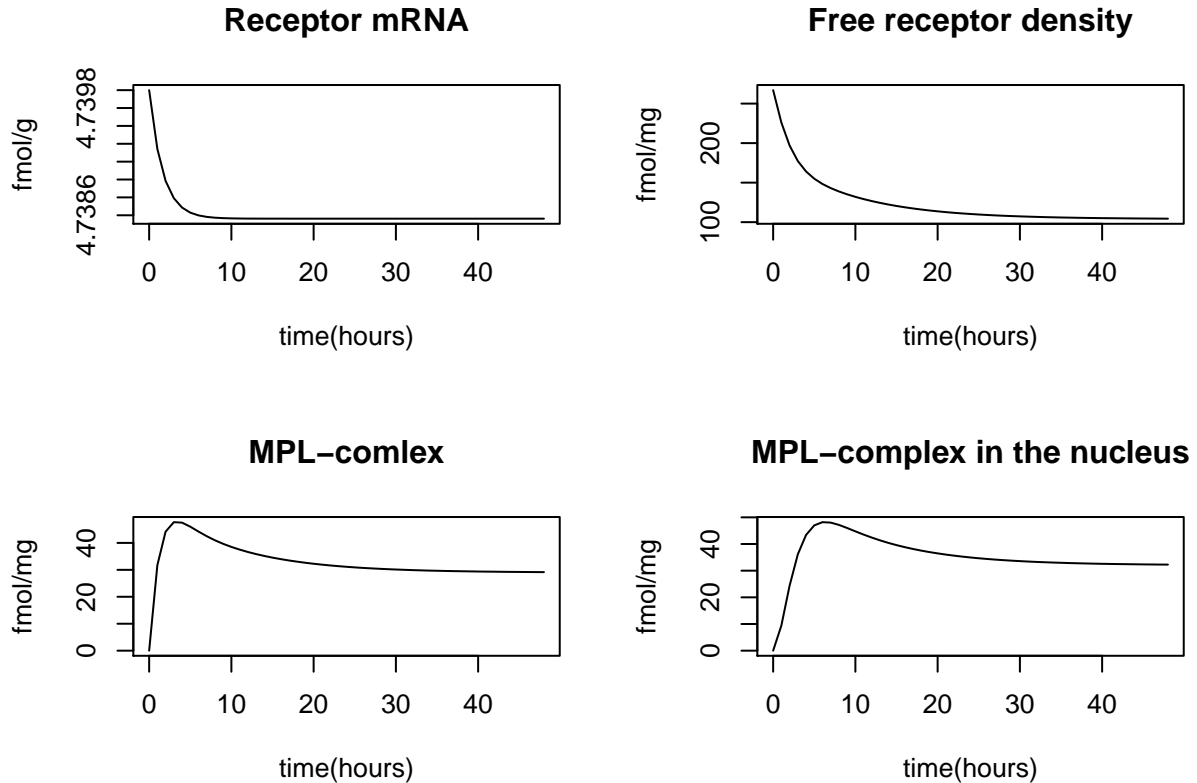 Receptor mRNA
fmol/g
4.7386 4.7398
0 10 20 30 40
time(hours)
Free receptor density
fmol/mg
100 200
0 10 20 30 40
time(hours)
MPL−comlex
fmol/mg
0 20 40
0 10 20 30 40
time(hours)
MPL−complex in the nucleus
fmol/mg
0 20 40
0 10 20 30 40
time(hours)